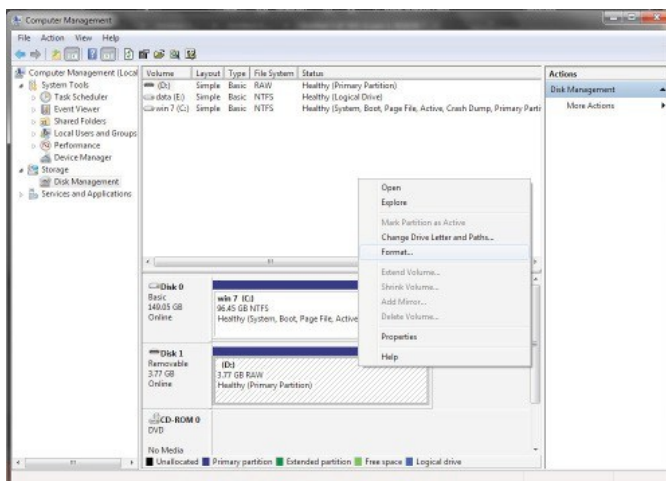 Computer Management
File Action View Help
Computer Management (Local
System Tools
Task Scheduler
Event Viewer
Shared Folders
Local Users and Groups
Performance
Device Manager
Storage
Disk Management
Services and Applications
Volume Layout Type File System Status
(D:) Simple Basic RAW Healthy (Primary Partition)
data (E:) Simple Basic NTFS Healthy (Logical Drive)
win 7 (C:) Simple Basic NTFS Healthy (System, Boot, Page File, Active, Crash Dump, Primary Parti
Actions
Disk Management
More Actions
Open
Explore
Mark Partition as Active
Change Drive Letter and Paths...
Format...
Extend Volume...
Shrink Volume...
Add Mirror...
Delete Volume...
Properties
Help
Disk 0
Basic
149.05 GB
Online
win 7 (C:)
96.45 GB NTFS
Healthy (System, Boot, Page File, Active
Disk 1
Removable
3.77 GB
Online
(D:)
3.77 GB RAW
Healthy (Primary Partition)
CD-ROM 0
DVD
No Media
Unallocated Primary partition Extended partition Free space Logical drive